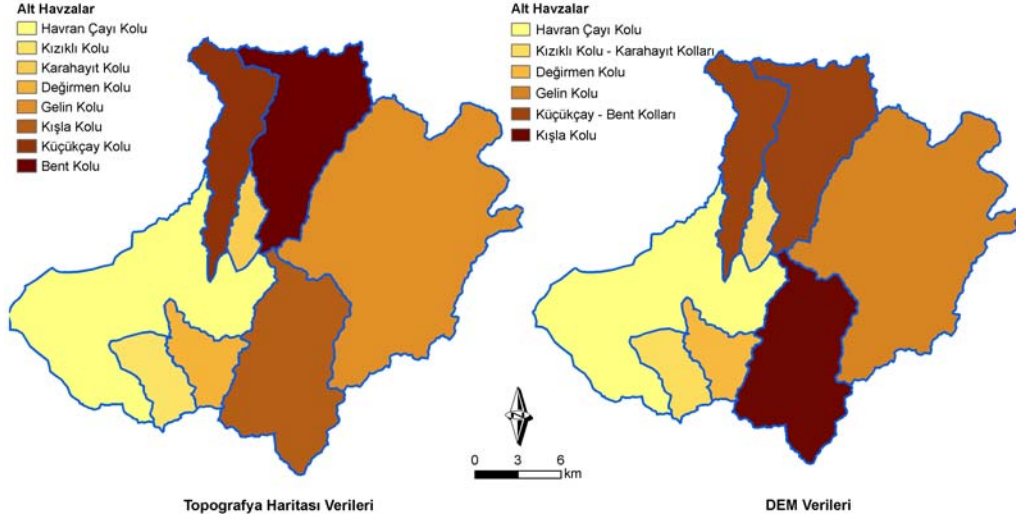 Alt Havzalar
Havran Çayı Kolu
Kızıklı Kolu
Karahayıt Kolu
Değirmen Kolu
Gelin Kolu
Kışla Kolu
Küçükçay Kolu
Bent Kolu
Alt Havzalar
Havran Çayı Kolu
Kızıklı Kolu - Karahayıt Kolları
Değirmen Kolu
Gelin Kolu
Küçükçay - Bent Kolları
Kışla Kolu
0 3 6
km
Topografya Haritası Verileri
DEM Verileri